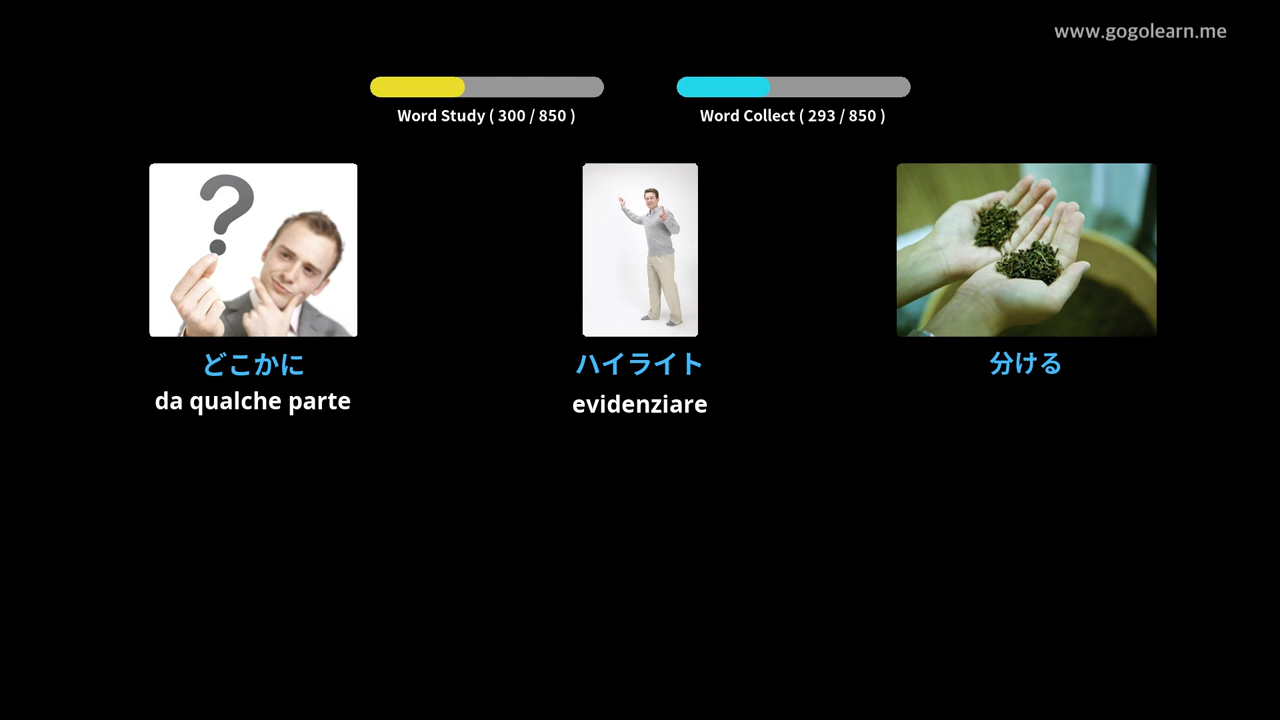 www.gogolearn.me
Word Study ( 300 / 850 )
Word Collect ( 293 / 850 )
?
どこかに
da qualche parte
ハイライト
evidenziare
分ける